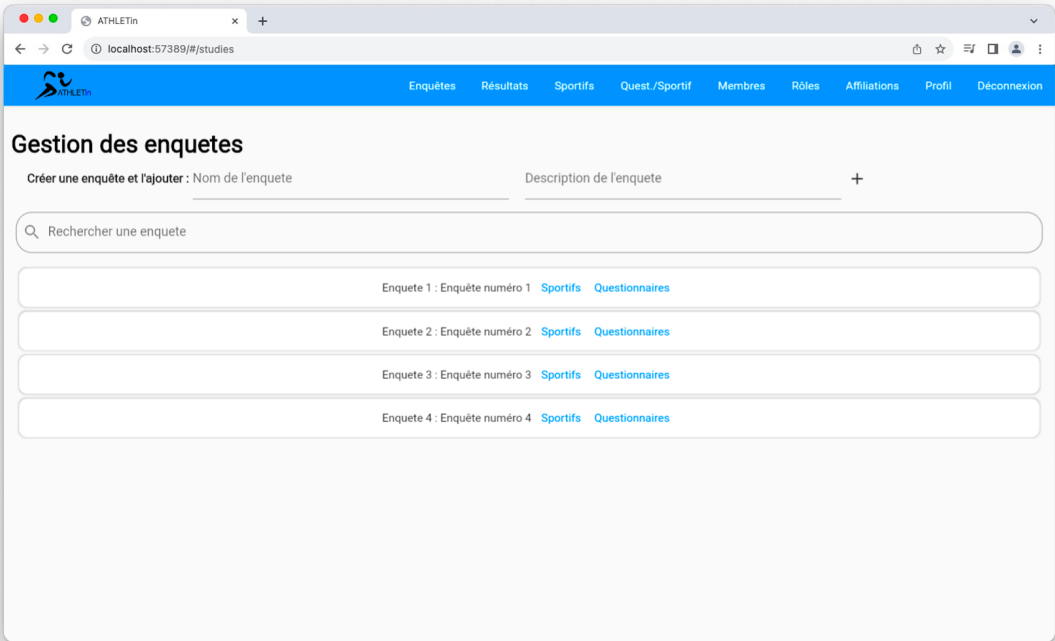 ATHLETin
localhost:57389/#/studies
ATHLETin Enquêtes Résultats Sportifs Quest./Sportif Membres Rôles Affiliations Profil Déconnexion
Gestion des enquetes
Créer une enquête et l'ajouter : Nom de l'enquete Description de l'enquete
Rechercher une enquete
Enquete 1 : Enquête numéro 1 Sportifs Questionnaires
Enquete 2 : Enquête numéro 2 Sportifs Questionnaires
Enquete 3 : Enquête numéro 3 Sportifs Questionnaires
Enquete 4 : Enquête numéro 4 Sportifs Questionnaires